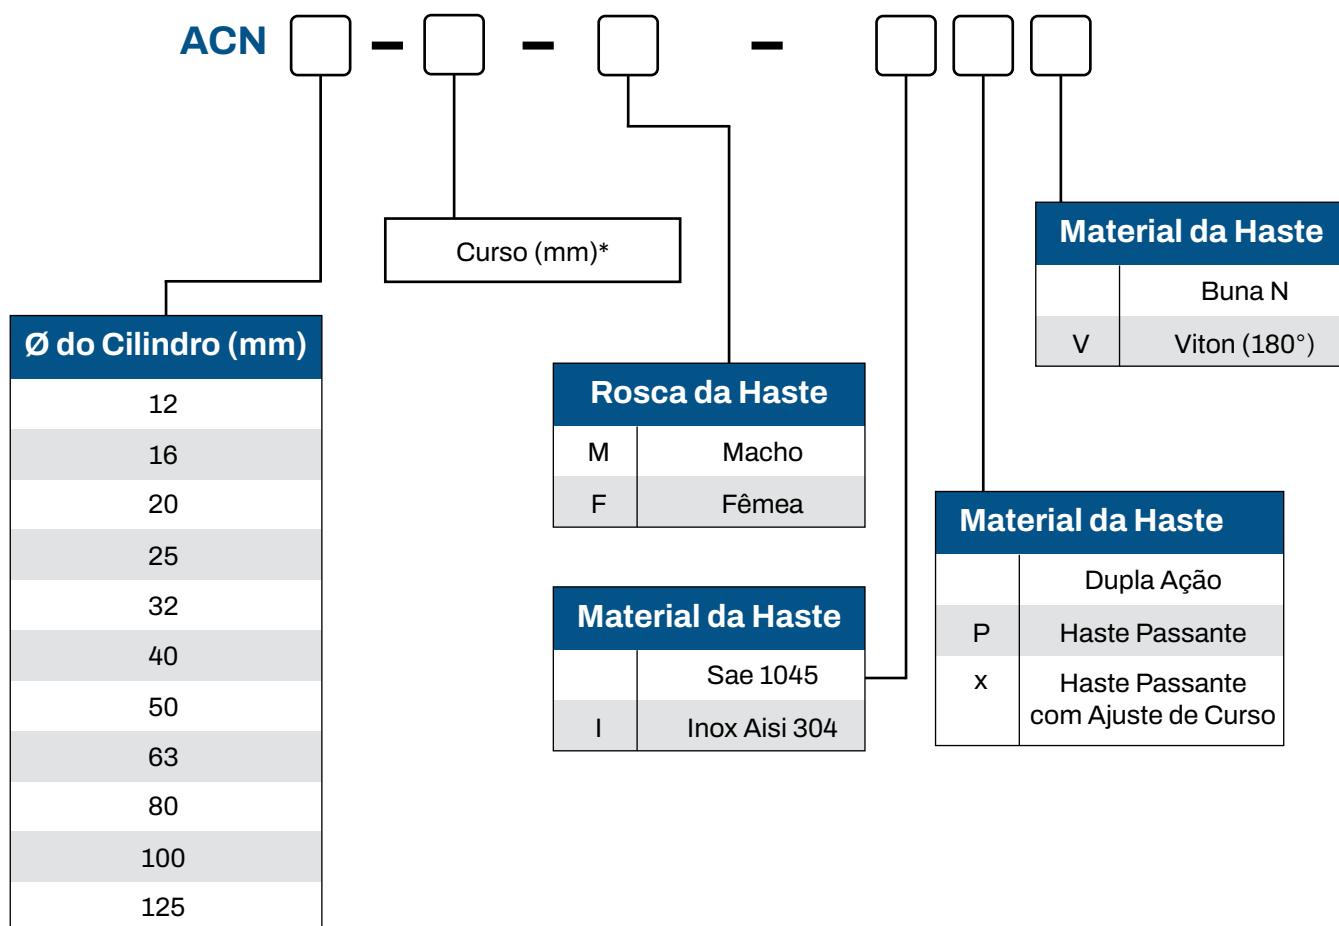 ACN – – –
Curso (mm)*
Ø do Cilindro (mm)
12
16
20
25
32
40
50
63
80
100
125
Rosca da Haste
M Macho
F Fêmea
Material da Haste
Sae 1045
I Inox Aisi 304
Material da Haste
Dupla Ação
P Haste Passante
x Haste Passante
com Ajuste de Curso
Material da Haste
Buna N
V Viton (180°)